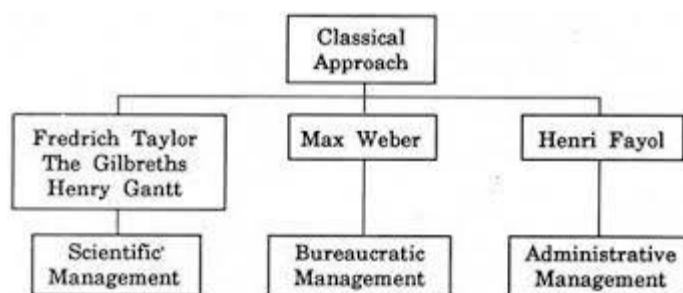 Classical
Approach
Fredrich Taylor
The Gilbreths
Henry Gantt
Max Weber
Henri Fayol
Scientific
Management
Bureaucratic
Management
Administrative
Management